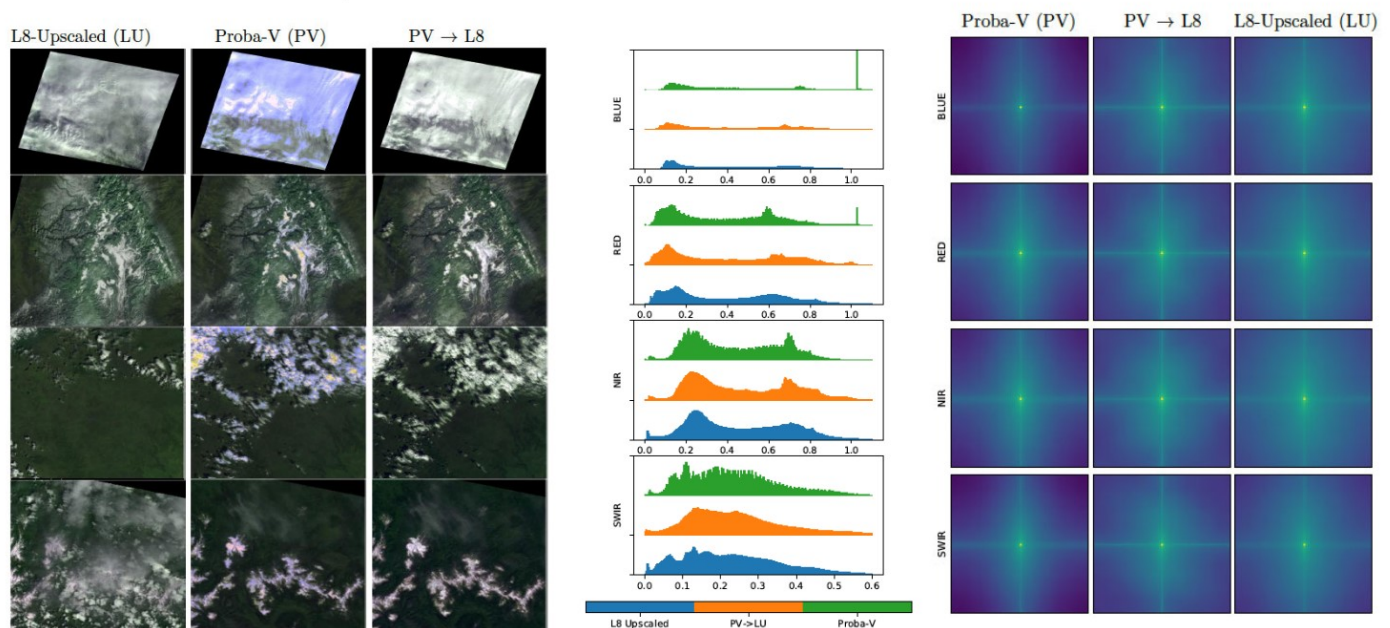 L8-Upscaled (LU) Proba-V (PV) PV → L8
BLUE
0.0 0.2 0.4 0.6 0.8 1.0
RED
0.0 0.2 0.4 0.6 0.8 1.0
NIR
0.0 0.2 0.4 0.6 0.8 1.0
SWIR
0.0 0.1 0.2 0.3 0.4 0.5 0.6
L8 Upscaled PV->LU Proba-V
Proba-V (PV) PV → L8 L8-Upscaled (LU)
BLUE
RED
NIR
SWIR